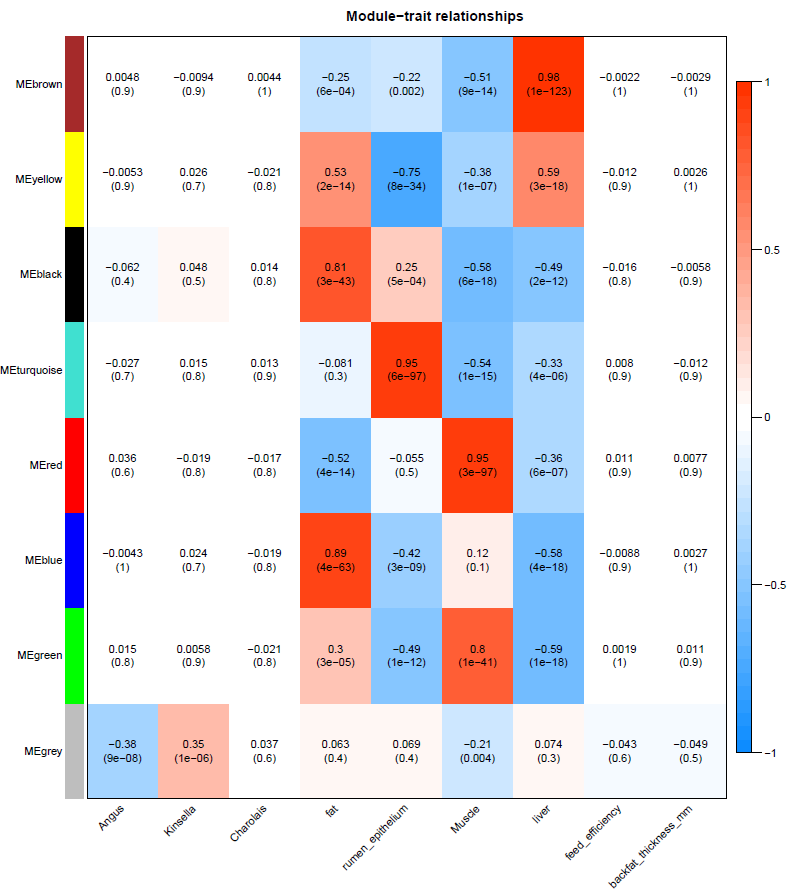 Module−trait relationships
MEbrown
0.0048 −0.0094 0.0044 −0.25 −0.22 −0.51 0.98 −0.0022 −0.0029
(0.9) (0.9) (1) (6e−04) (0.002) (9e−14) (1e−123) (1) (1)
MEyellow
−0.0053 0.026 −0.021 0.53 −0.75 −0.38 0.59 −0.012 0.0026
(0.9) (0.7) (0.8) (2e−14) (8e−34) (1e−07) (3e−18) (0.9) (1)
MEblack
−0.062 0.048 0.014 0.81 0.25 −0.58 −0.49 −0.016 −0.0058
(0.4) (0.5) (0.8) (3e−43) (5e−04) (6e−18) (2e−12) (0.8) (0.9)
MEturquoise
−0.027 0.015 0.013 −0.081 0.95 −0.54 −0.33 0.008 −0.012
(0.7) (0.8) (0.9) (0.3) (6e−97) (1e−15) (4e−06) (0.9) (0.9)
MEred
0.036 −0.019 −0.017 −0.52 −0.055 0.95 −0.36 0.011 0.0077
(0.6) (0.8) (0.8) (4e−14) (0.5) (3e−97) (6e−07) (0.9) (0.9)
MEblue
−0.0043 0.024 −0.019 0.89 −0.42 0.12 −0.58 −0.0088 0.0027
(1) (0.7) (0.8) (4e−63) (3e−09) (0.1) (4e−18) (0.9) (1)
MEgreen
0.015 0.0058 −0.021 0.3 −0.49 0.8 −0.59 0.0019 0.011
(0.8) (0.9) (0.8) (3e−05) (1e−12) (1e−41) (1e−18) (1) (0.9)
MEgrey
−0.38 0.35 0.037 0.063 0.069 −0.21 0.074 −0.043 −0.049
(9e−08) (1e−06) (0.6) (0.4) (0.4) (0.004) (0.3) (0.6) (0.5)
Angus
Kinsella
Charolais
fat
rumen_epithelium
Muscle
liver
feed_efficiency
backfat_thickness_mm
1
0.5
0
−0.5
−1